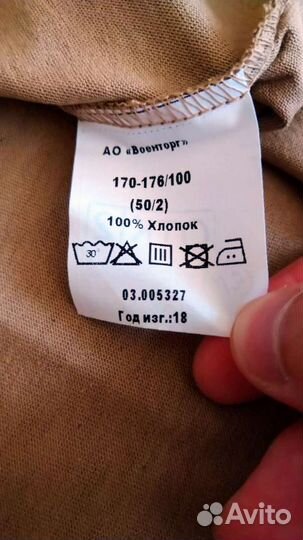 АО «Военторг»
170-176/100
(50/2)
100% Хлопок
30°
03.005327
Год изг.:18
Avito